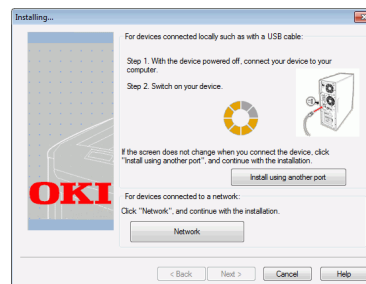 Installing...
For devices connected locally such as with a USB cable:
Step 1. With the device powered off, connect your device to your
computer.
Step 2. Switch on your device.
If the screen does not change when you connect the device, click
"Install using another port", and continue with the installation.
Install using another port
OKI
For devices connected to a network:
Click "Network", and continue with the installation.
Network
< Back
Next >
Cancel
Help